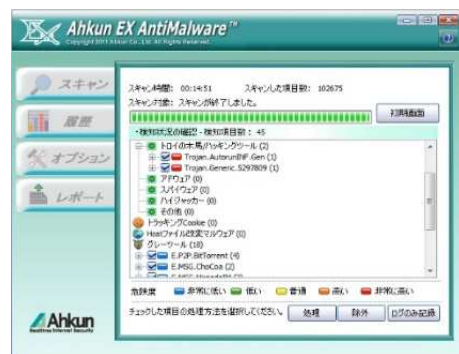 Ahkun EX AntiMalware™
Copyright 2011 Ahkun Co., Ltd. All Rights Reserved.
スキャン
履歴
オプション
レポート
スキャン時間: 00:14:51 スキャンした項目数: 102675
スキャン対象: スキャンが終了しました。
初期画面
・検知状況の確認 - 検知項目数: 45
トロイの木馬/ハッキングツール (2)
Trojan.AutorunINF.Gen (1)
Trojan.Generic.5297809 (1)
アドウェア (0)
スパイウェア (0)
ハイジャッカー (0)
その他 (0)
トラッキングCookie (0)
Hostファイル改変マルウェア (0)
グレーツール (18)
E.P2P.BitTorrent (4)
E.MSG.ChoCoa (2)
危険度 非常に低い 低い 普通 高い 非常に高い
チェックした項目の処理方法を選択してください。 処理 除外 ログのみ記録
Ahkun
Realtime Internet Security